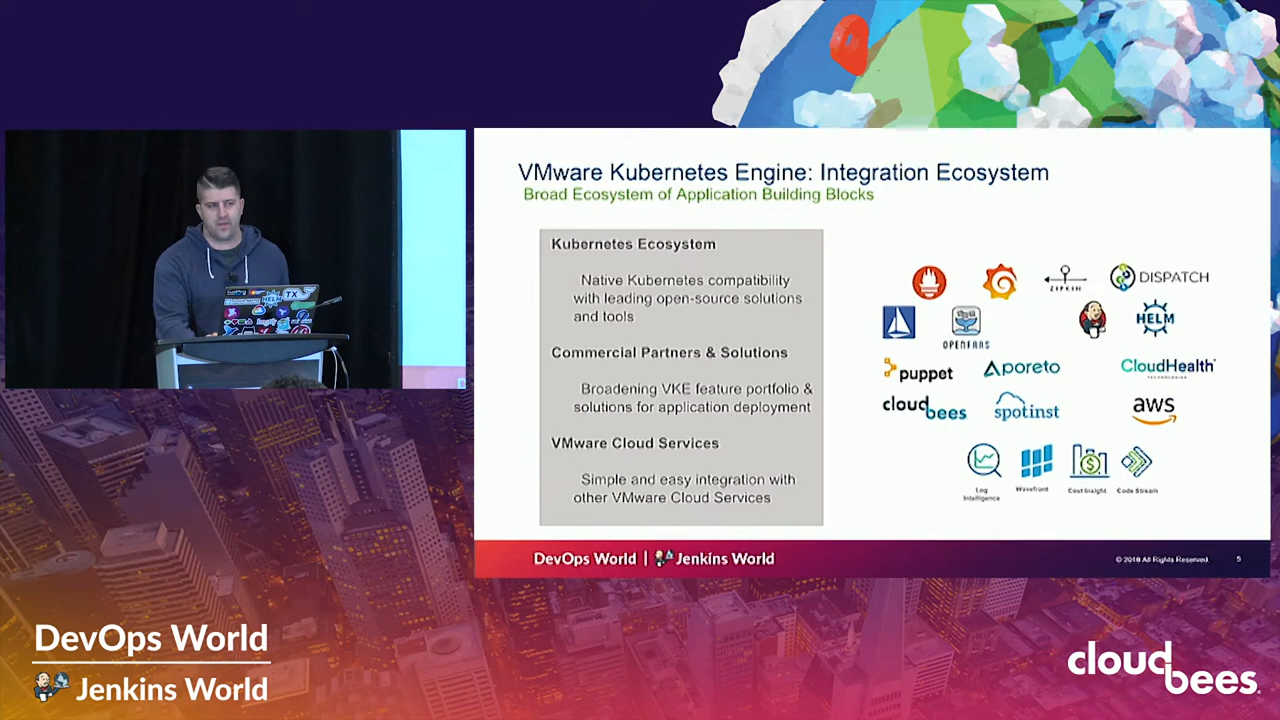 VMware Kubernetes Engine: Integration Ecosystem
Broad Ecosystem of Application Building Blocks
Kubernetes Ecosystem
Native Kubernetes compatibility
with leading open-source solutions
and tools
Commercial Partners & Solutions
Broadening VKE feature portfolio &
solutions for application deployment
VMware Cloud Services
Simple and easy integration with
other VMware Cloud Services
ZIPKIN
DISPATCH
OPENFAAS
HELM
puppet
aporeto
CloudHealth
TECHNOLOGIES
cloudbees
spotinst
aws
Log
Intelligence
Wavefront
Cost Insight
Code Stream
HELM
TX
DevOps World | Jenkins World
© 2018 All Rights Reserved.
5
DevOps World
Jenkins World
cloudbees